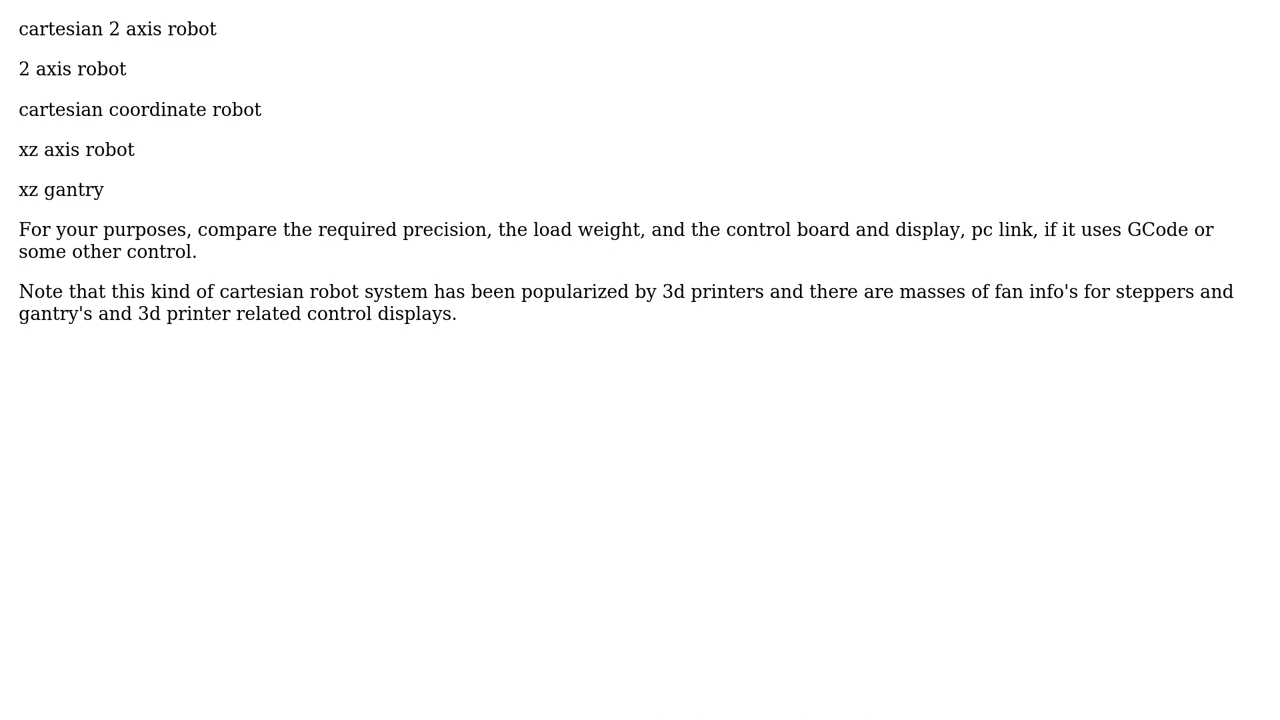 cartesian 2 axis robot
2 axis robot
cartesian coordinate robot
xz axis robot
xz gantry
For your purposes, compare the required precision, the load weight, and the control board and display, pc link, if it uses GCode or
some other control.
Note that this kind of cartesian robot system has been popularized by 3d printers and there are masses of fan info's for steppers and
gantry's and 3d printer related control displays.